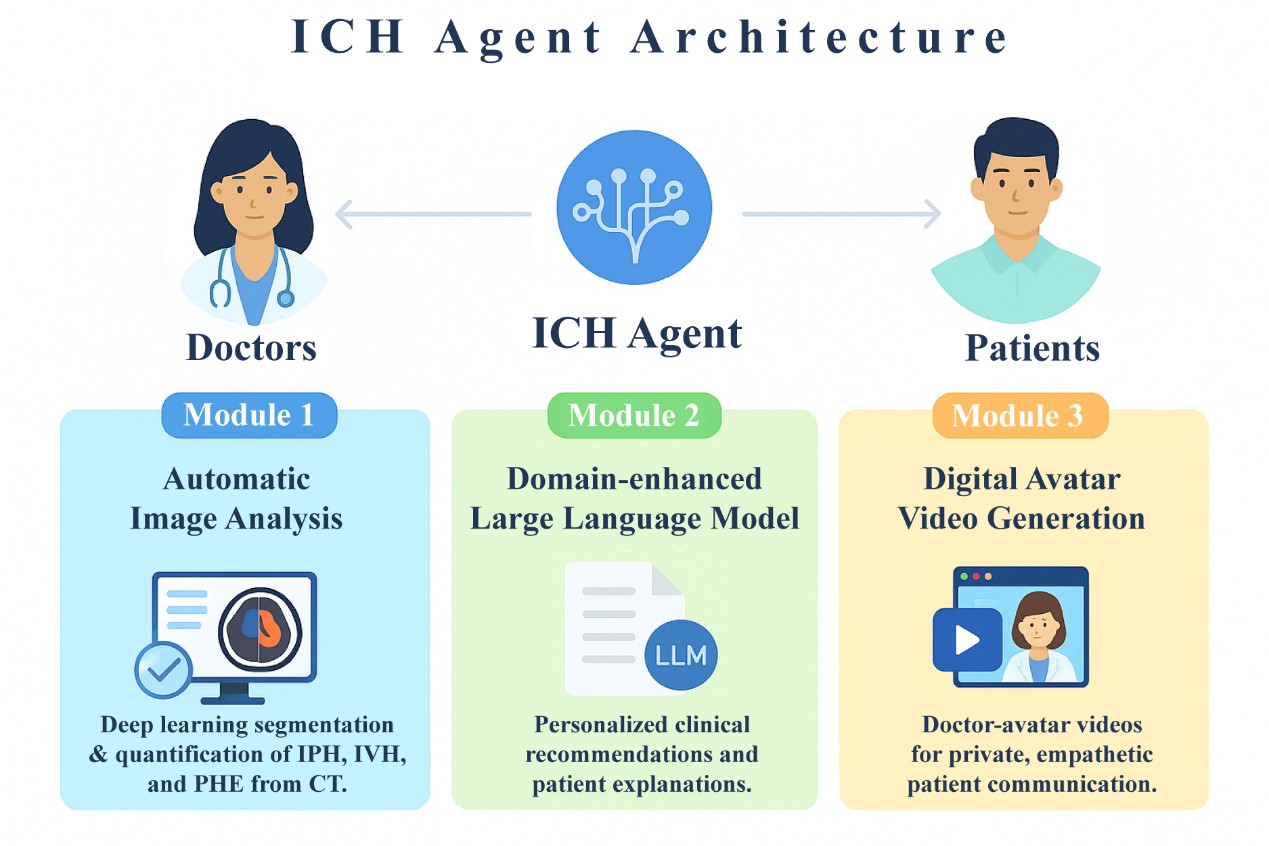 ICH Agent Architecture
Doctors
ICH Agent
Patients
Module 1
Automatic
Image Analysis
Deep learning segmentation
& quantification of IPH, IVH,
and PHE from CT.
Module 2
Domain-enhanced
Large Language Model
LLM
Personalized clinical
recommendations and
patient explanations.
Module 3
Digital Avatar
Video Generation
Doctor-avatar videos
for private, empathetic
patient communication.